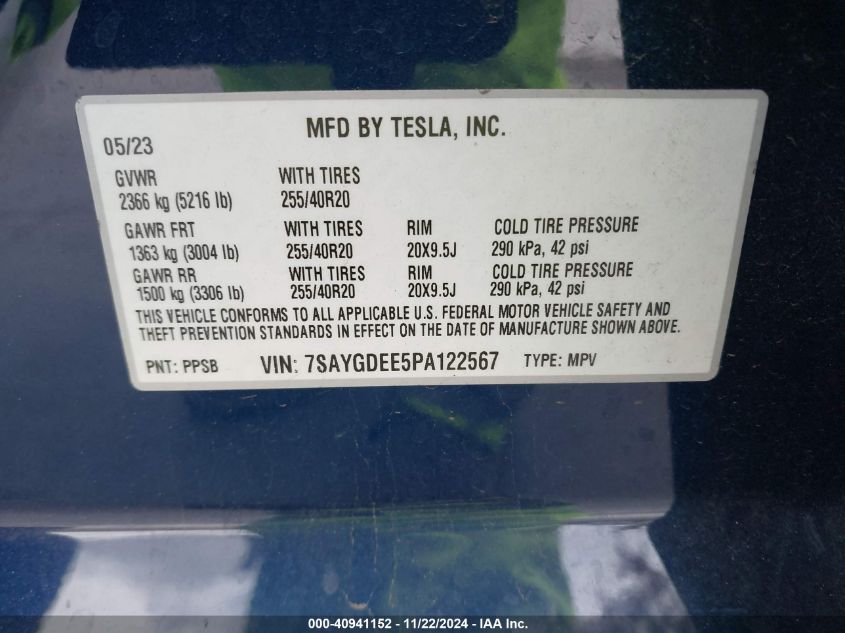 MFD BY TESLA, INC.
05/23
GVWR WITH TIRES
2366 kg (5216 lb) 255/40R20
GAWR FRT WITH TIRES RIM COLD TIRE PRESSURE
1363 kg (3004 lb) 255/40R20 20X9.5J 290 kPa, 42 psi
GAWR RR WITH TIRES RIM COLD TIRE PRESSURE
1500 kg (3306 lb) 255/40R20 20X9.5J 290 kPa, 42 psi
THIS VEHICLE CONFORMS TO ALL APPLICABLE U.S. FEDERAL MOTOR VEHICLE SAFETY AND
THEFT PREVENTION STANDARDS IN EFFECT ON THE DATE OF MANUFACTURE SHOWN ABOVE.
PNT: PPSB VIN: 7SAYGDEE5PA122567 TYPE: MPV
000-40941152 - 11/22/2024 - IAA Inc.